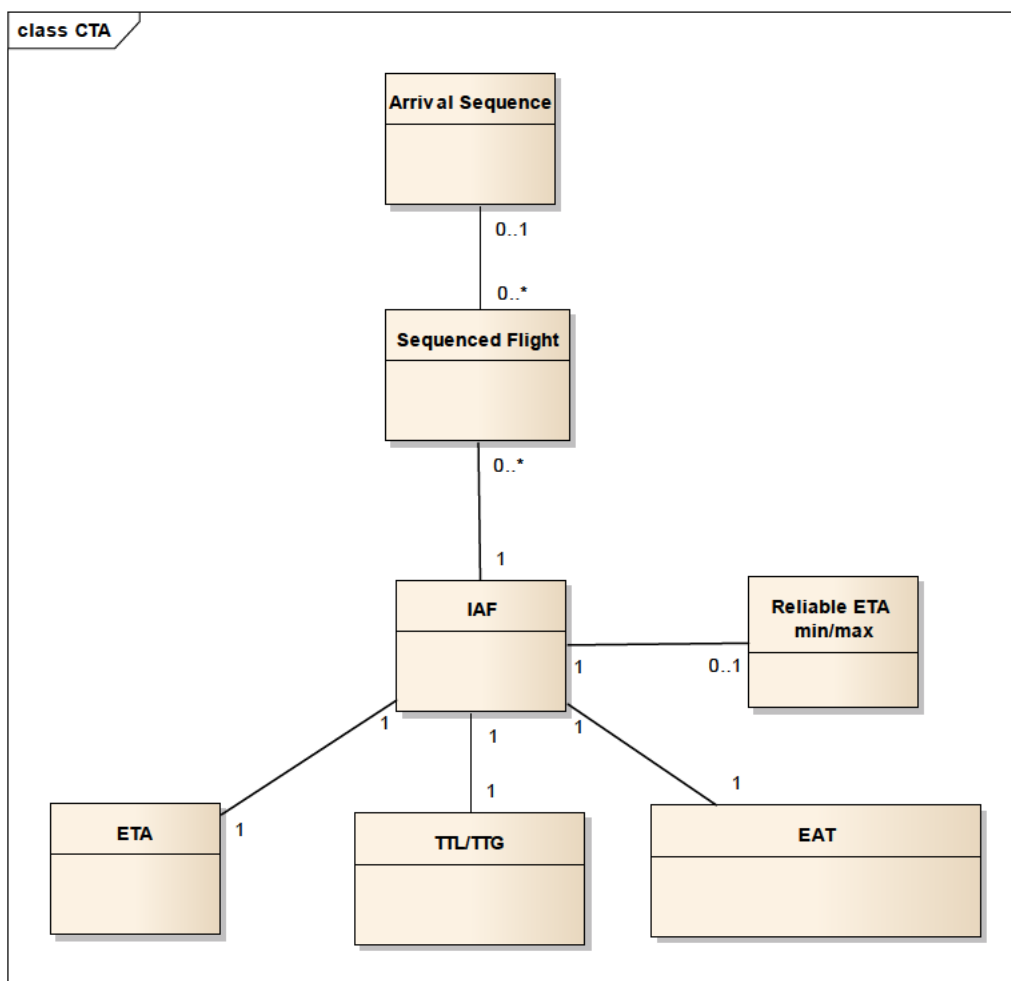 class CTA
Arrival Sequence
0..1
0..*
Sequenced Flight
0..*
1
IAF
Reliable ETA
min/max
1
0..1
1
1
1
1
1
1
ETA
TTL/TTG
EAT